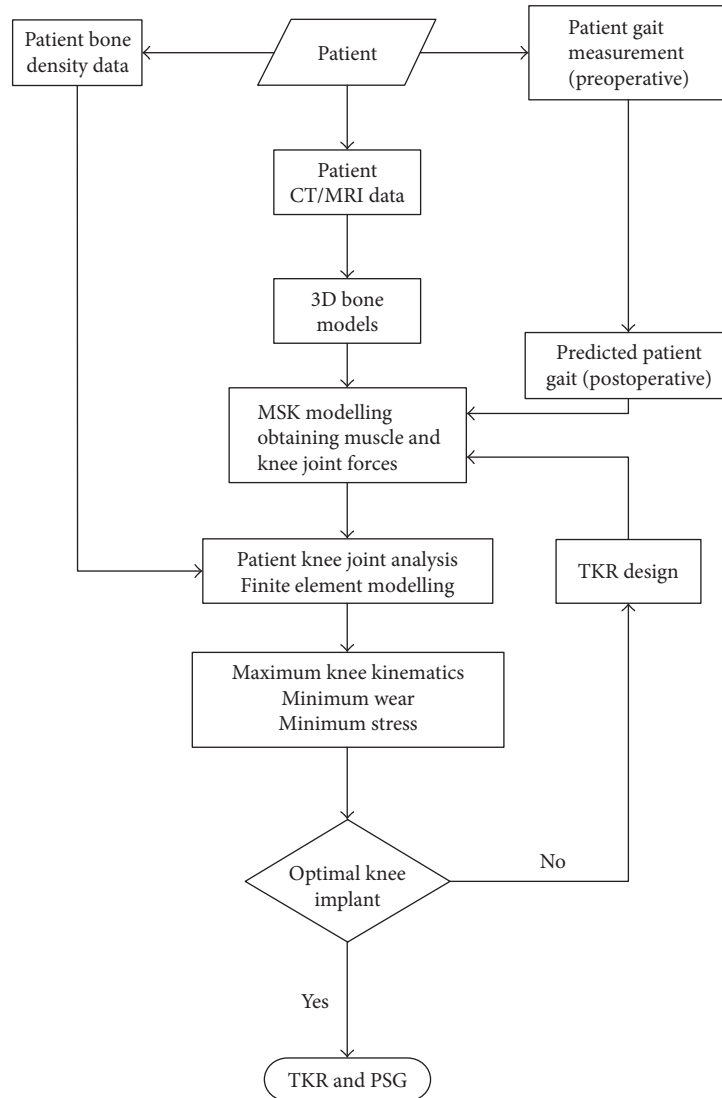 Patient bone
density data
Patient
Patient gait
measurement
(preoperative)
Patient
CT/MRI data
3D bone
models
Predicted patient
gait (postoperative)
MSK modelling
obtaining muscle and
knee joint forces
Patient knee joint analysis
Finite element modelling
TKR design
Maximum knee kinematics
Minimum wear
Minimum stress
Optimal knee
implant
No
Yes
TKR and PSG